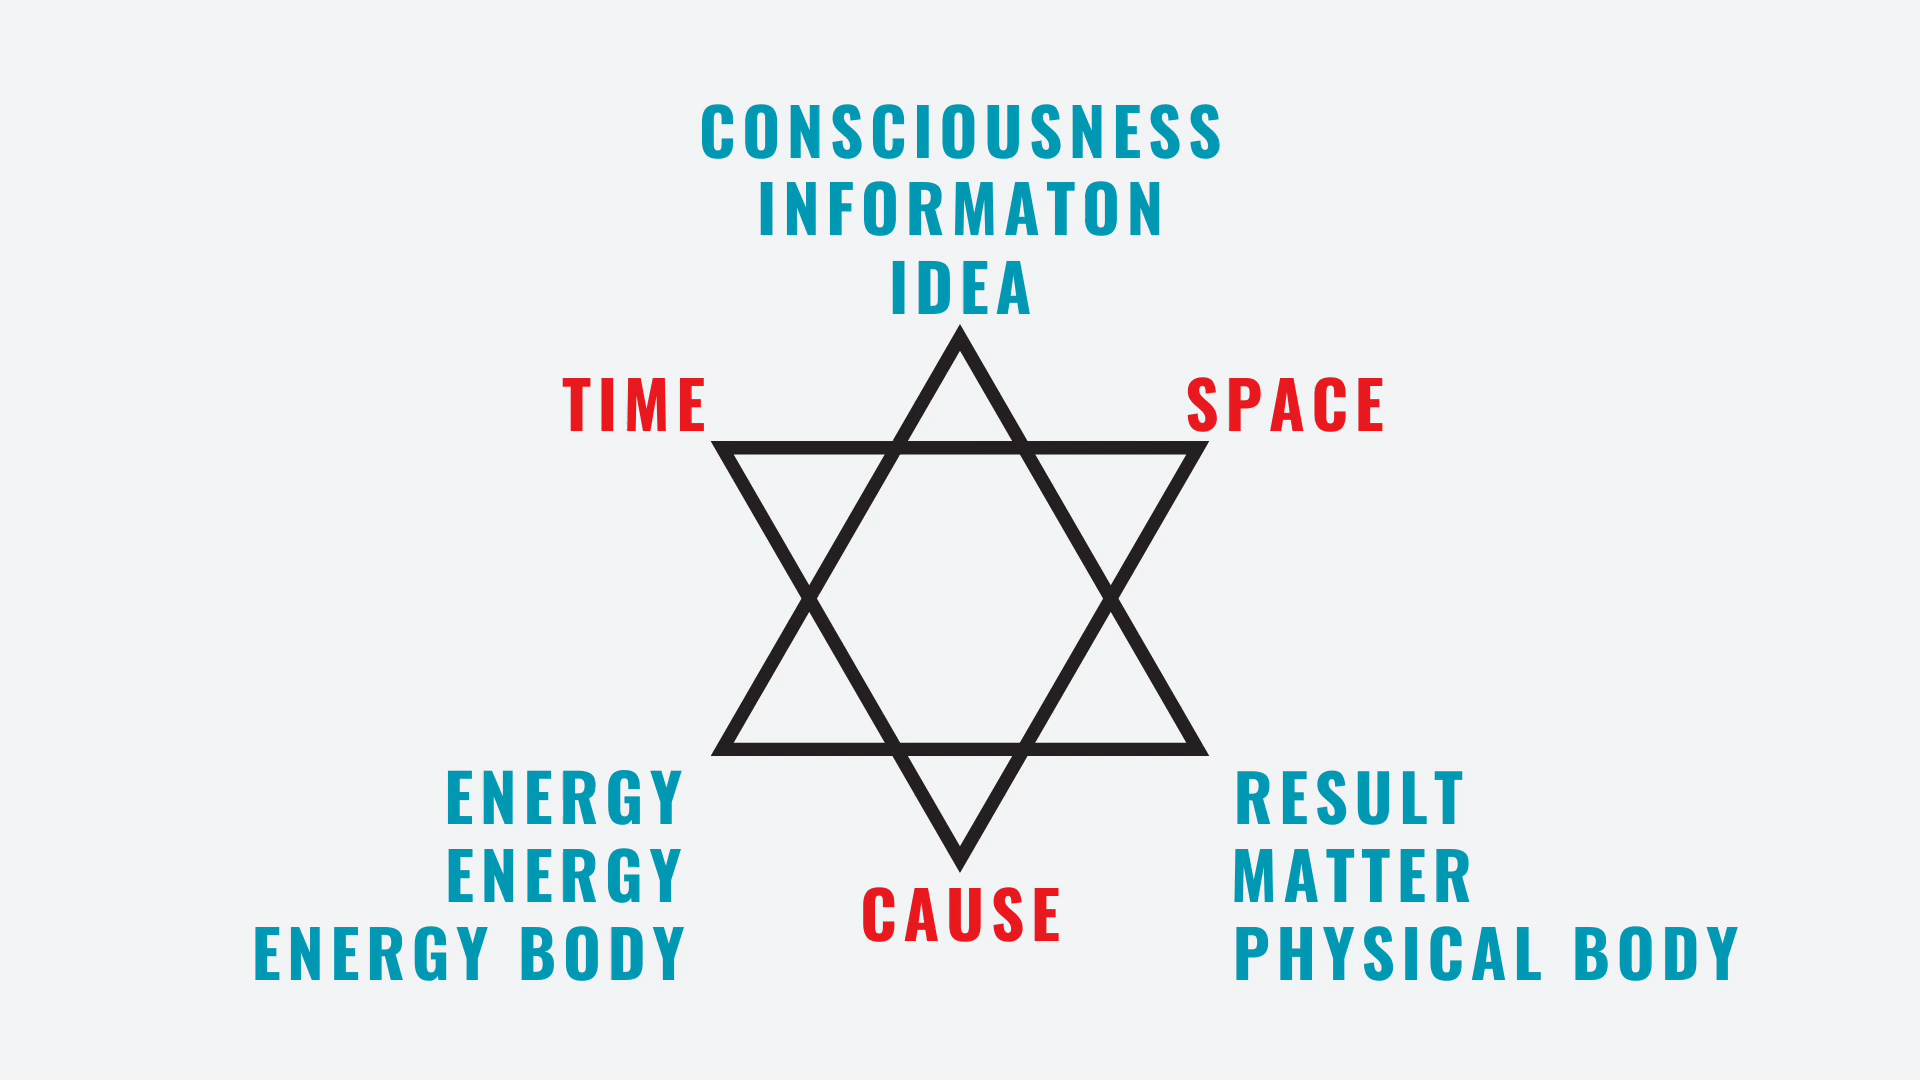 CONSCIOUSNESS
INFORMATON
IDEA
TIME
SPACE
ENERGY
ENERGY
ENERGY BODY
CAUSE
RESULT
MATTER
PHYSICAL BODY